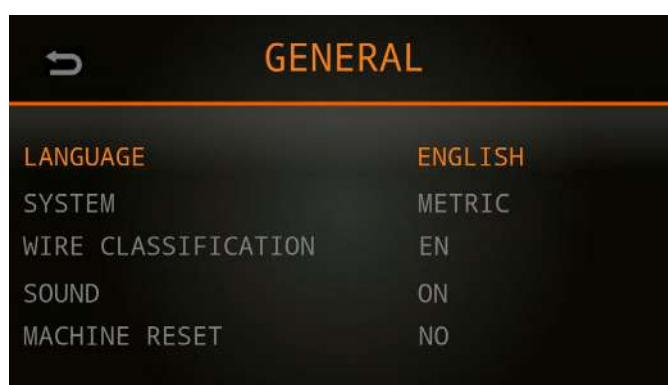 GENERAL
LANGUAGE ENGLISH
SYSTEM METRIC
WIRE CLASSIFICATION EN
SOUND ON
MACHINE RESET NO